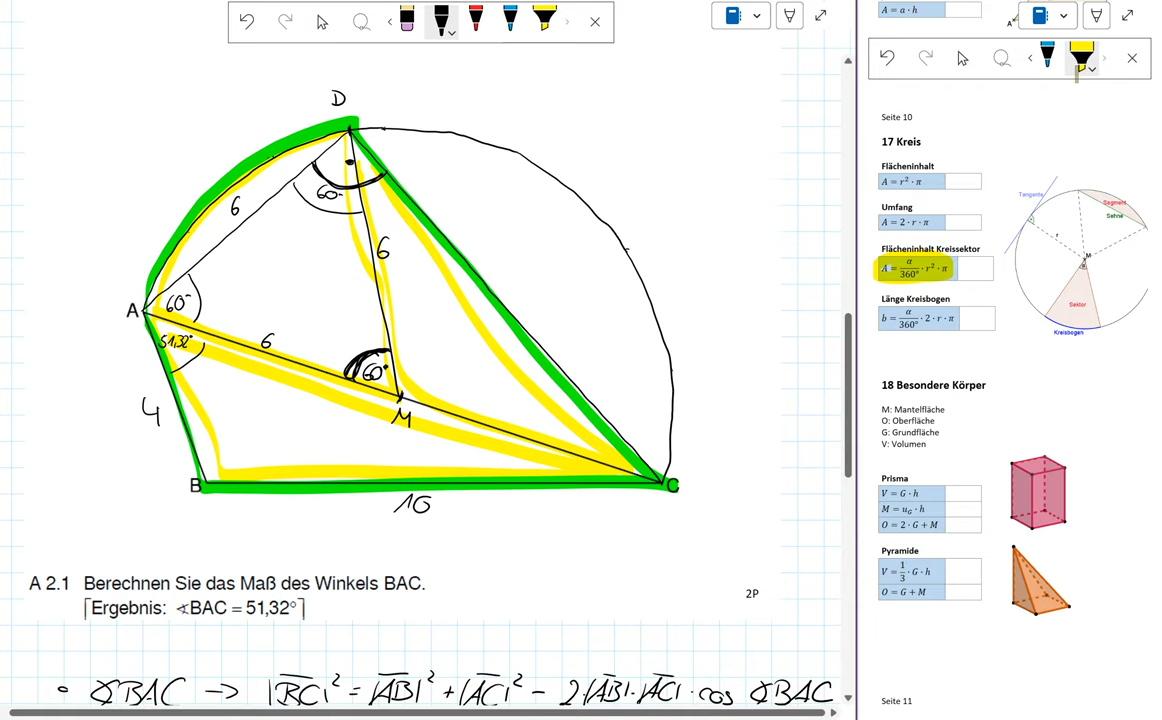 D
6
60°
6
A
60°
6
51,32°
60°
4
M
B
C
10
A 2.1 Berechnen Sie das Maß des Winkels BAC.
⌈Ergebnis: ∢BAC = 51,32°⌉
2P
∢BAC → |BC|² = |AB|² + |AC|² − 2·|AB|·|AC|·cos ∢BAC
A = a · h
A
Seite 10
17 Kreis
Flächeninhalt
A = r² · π
Umfang
A = 2 · r · π
Flächeninhalt Kreissektor
A = α/360° · r² · π
Länge Kreisbogen
b = α/360° · 2 · r · π
Tangente
Segment
Sehne
r
M
α
Sektor
Kreisbogen
18 Besondere Körper
M: Mantelfläche
O: Oberfläche
G: Grundfläche
V: Volumen
Prisma
V = G · h
M = u_G · h
O = 2 · G + M
Pyramide
V = 1/3 · G · h
O = G + M
Seite 11